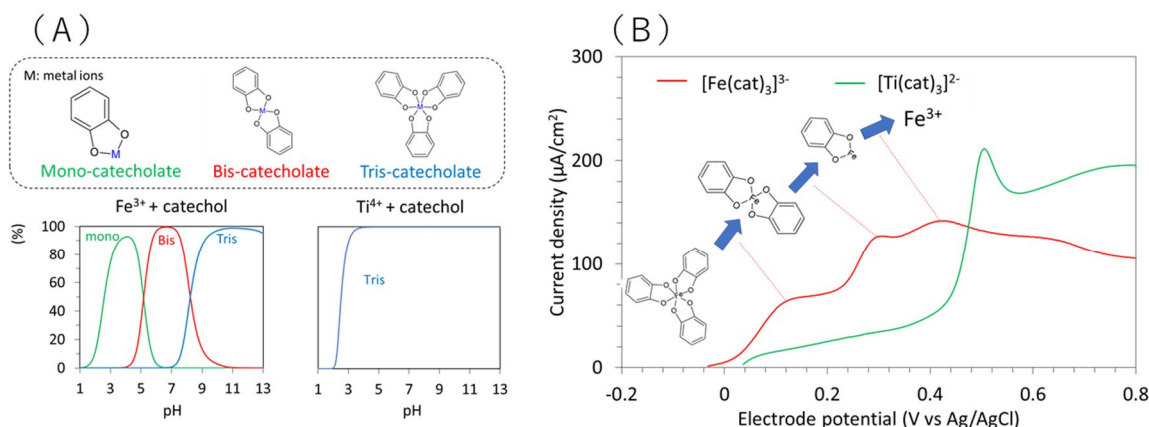 (A)
M: metal ions
O
O
M
Mono-catecholate
Bis-catecholate
Tris-catecholate
Fe³⁺ + catechol
Ti⁴⁺ + catechol
(%)
100
80
60
40
20
0
mono
Bis
Tris
1 3 5 7 9 11 13
pH
Tris
1 3 5 7 9 11 13
pH
(B)
300
200
100
0
Current density (µA/cm²)
[Fe(cat)₃]³⁻
[Ti(cat)₃]²⁻
Fe³⁺
-0.2 0 0.2 0.4 0.6 0.8
Electrode potential (V vs Ag/AgCl)